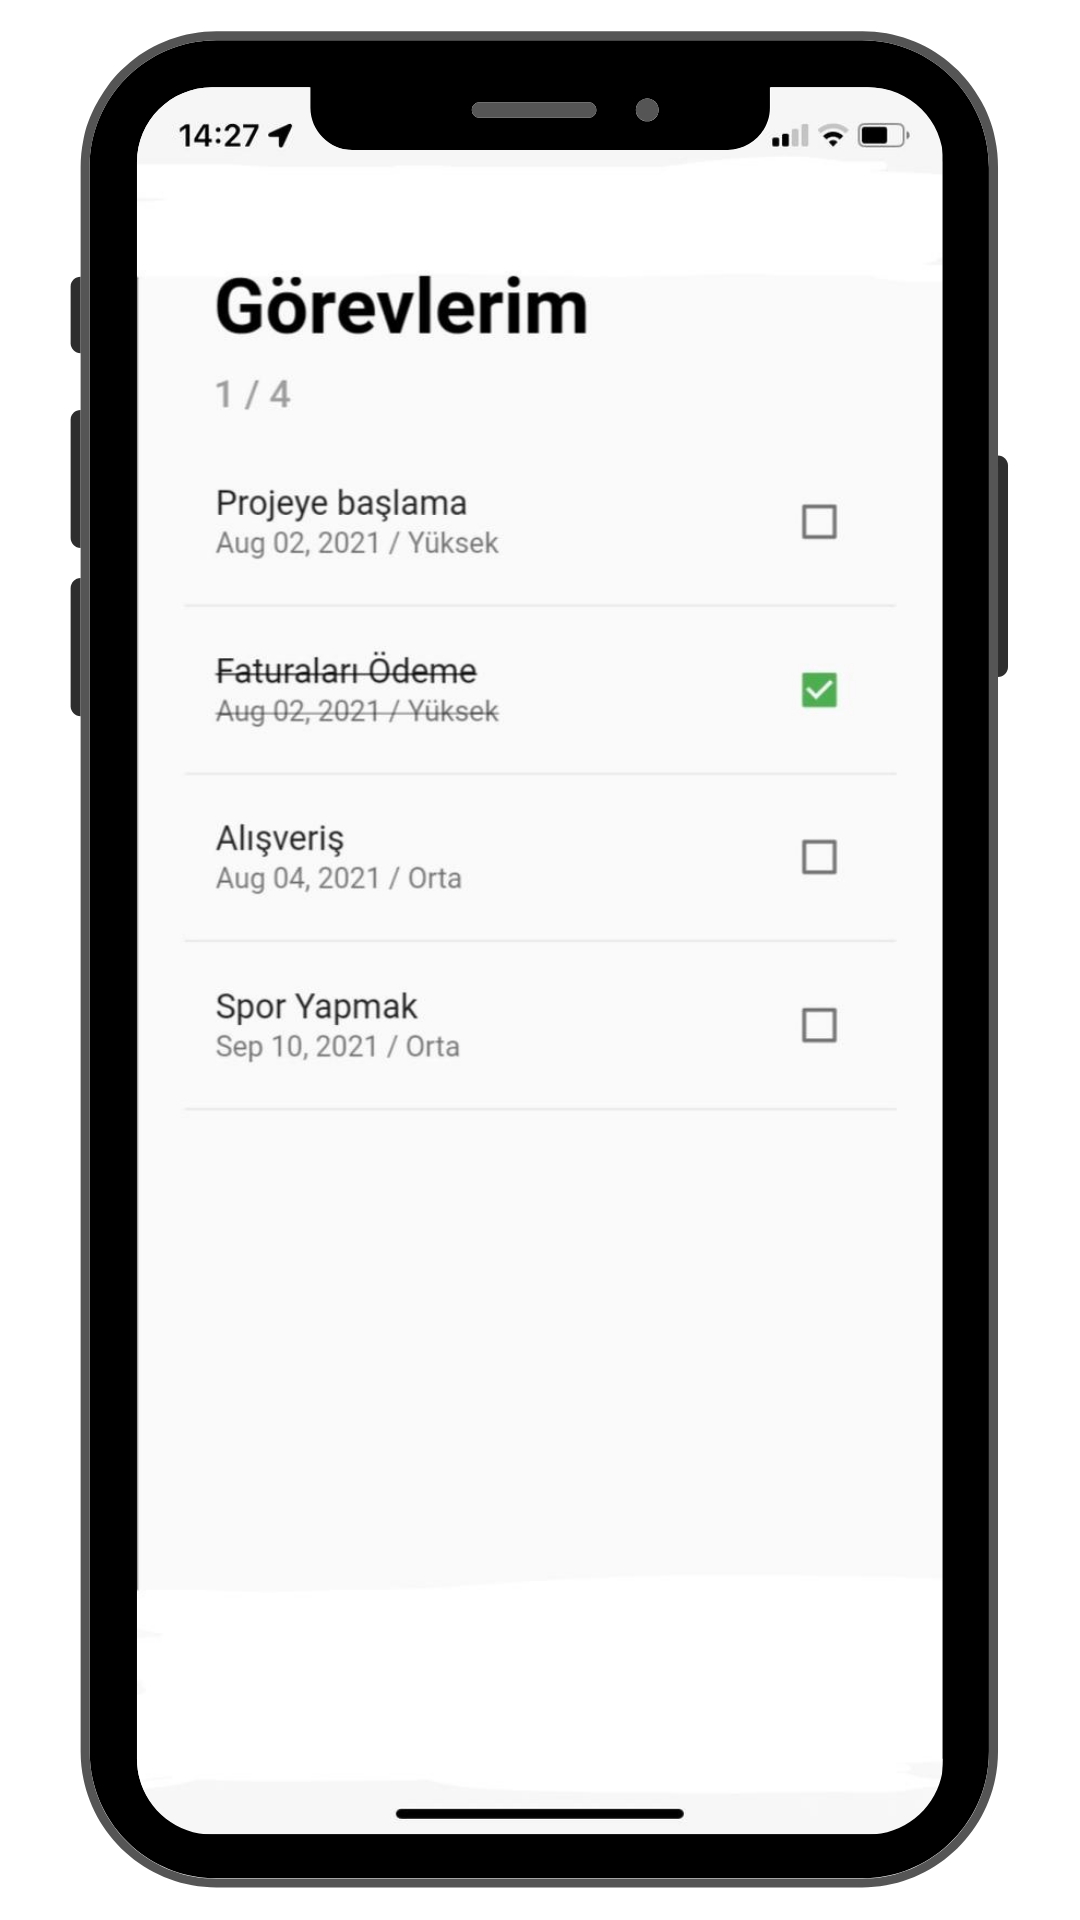 14:27
Görevlerim
1 / 4
Projeye başlama
Aug 02, 2021 / Yüksek
Faturaları Ödeme
Aug 02, 2021 / Yüksek
Alışveriş
Aug 04, 2021 / Orta
Spor Yapmak
Sep 10, 2021 / Orta